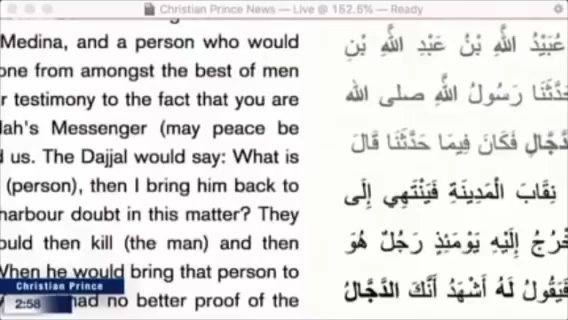 Christian Prince News — Live @ 152.5% — Ready
Medina, and a person who would
one from amongst the best of men
r testimony to the fact that you are
lah's Messenger (may peace be
d us. The Dajjal would say: What is
(person), then I bring him back to
harbour doubt in this matter? They
ould then kill (the man) and then
When he would bring that person to
had no better proof of the
عُبَيْدُ اللَّهِ بْنُ عَبْدِ اللَّهِ بْنِ
حَدَّثَنَا رَسُولُ اللَّهِ صلى الله
الدَّجَّالِ فَكَانَ فِيمَا حَدَّثَنَا قَالَ
نِقَابَ الْمَدِينَةِ فَيَنْتَهِي إِلَى
خْرُجُ إِلَيْهِ يَوْمَئِذٍ رَجُلٌ هُوَ
فَيَقُولُ لَهُ أَشْهَدُ أَنَّكَ الدَّجَّالُ
Christian Prince
2:58